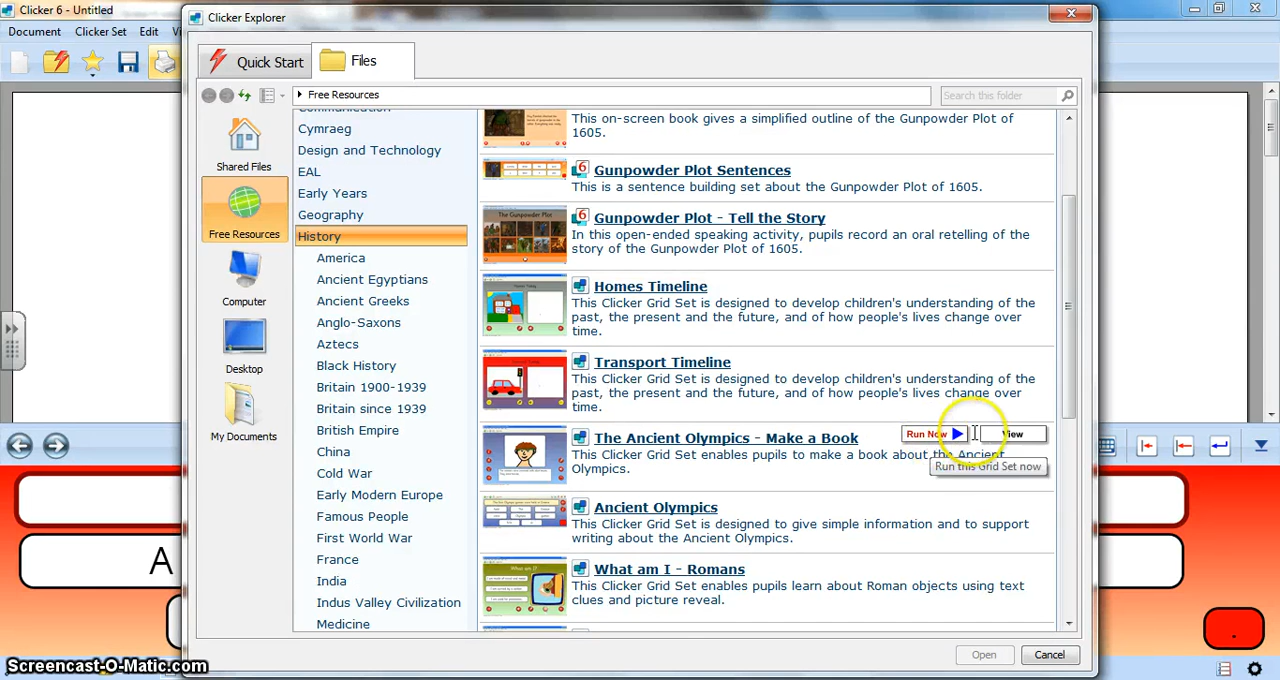 Clicker 6 - Untitled
Document Clicker Set Edit
Clicker Explorer
Quick Start
Files
Free Resources
Search this folder
Shared Files
Free Resources
Computer
Desktop
My Documents
Communication
Cymraeg
Design and Technology
EAL
Early Years
Geography
History
America
Ancient Egyptians
Ancient Greeks
Anglo-Saxons
Aztecs
Black History
Britain 1900-1939
Britain since 1939
British Empire
China
Cold War
Early Modern Europe
Famous People
First World War
France
India
Indus Valley Civilization
Medicine
This on-screen book gives a simplified outline of the Gunpowder Plot of
1605.
Gunpowder Plot Sentences
This is a sentence building set about the Gunpowder Plot of 1605.
The Gunpowder Plot
Gunpowder Plot - Tell the Story
In this open-ended speaking activity, pupils record an oral retelling of the
story of the Gunpowder Plot of 1605.
Homes Timeline
This Clicker Grid Set is designed to develop children's understanding of the
past, the present and the future, and of how people's lives change over
time.
Transport Timeline
This Clicker Grid Set is designed to develop children's understanding of the
past, the present and the future, and of how people's lives change over
time.
The Ancient Olympics - Make a Book
Run Now
View
This Clicker Grid Set enables pupils to make a book about the Ancient
Olympics.
Run this Grid Set now
Ancient Olympics
This Clicker Grid Set is designed to give simple information and to support
writing about the Ancient Olympics.
Who am I?
What am I - Romans
This Clicker Grid Set enables pupils learn about Roman objects using text
clues and picture reveal.
Open
Cancel
A
.
Screencast-O-Matic.com